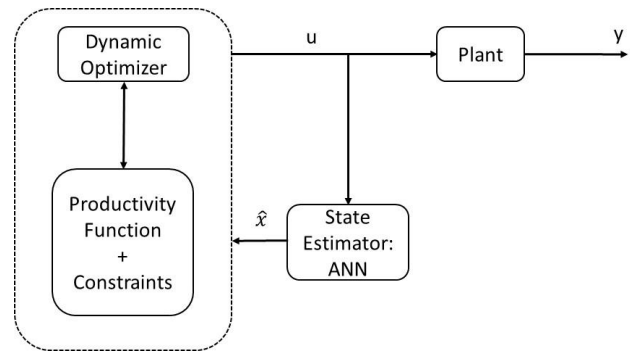 Dynamic
Optimizer
u
Plant
y
Productivity
Function
+
Constraints
x̂
State
Estimator:
ANN